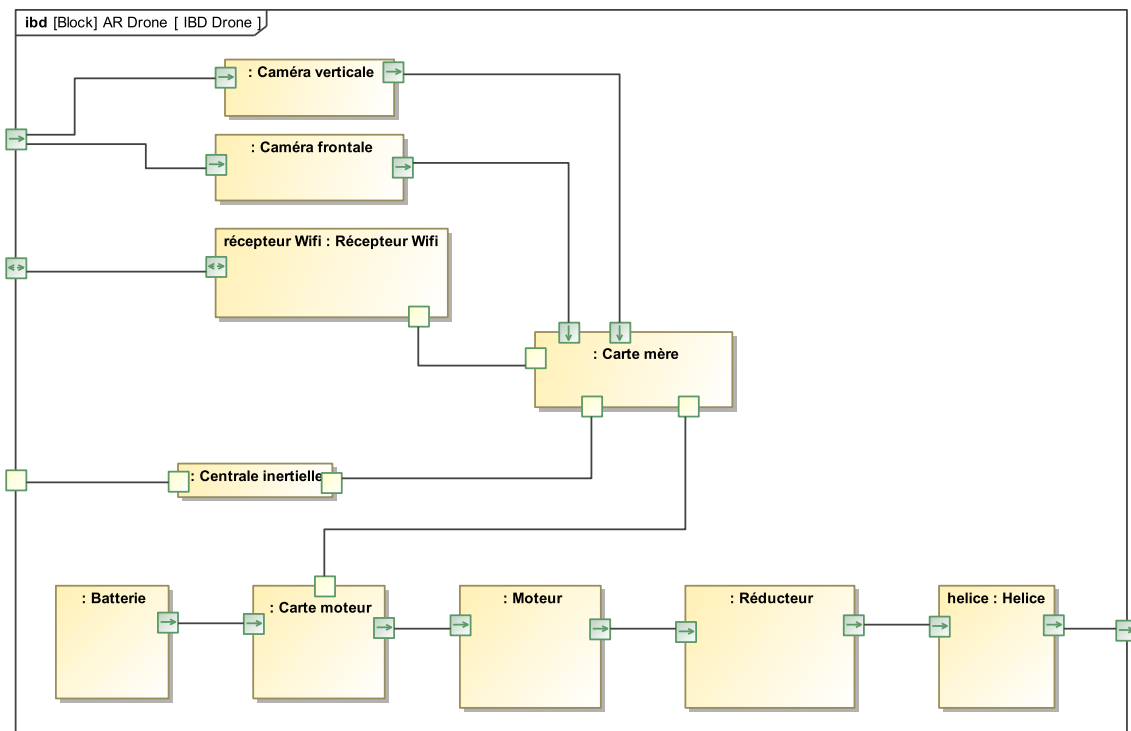 ibd [Block] AR Drone [ IBD Drone ]
: Caméra verticale
: Caméra frontale
récepteur Wifi : Récepteur Wifi
: Carte mère
: Centrale inertielle
: Batterie
: Carte moteur
: Moteur
: Réducteur
helice : Helice